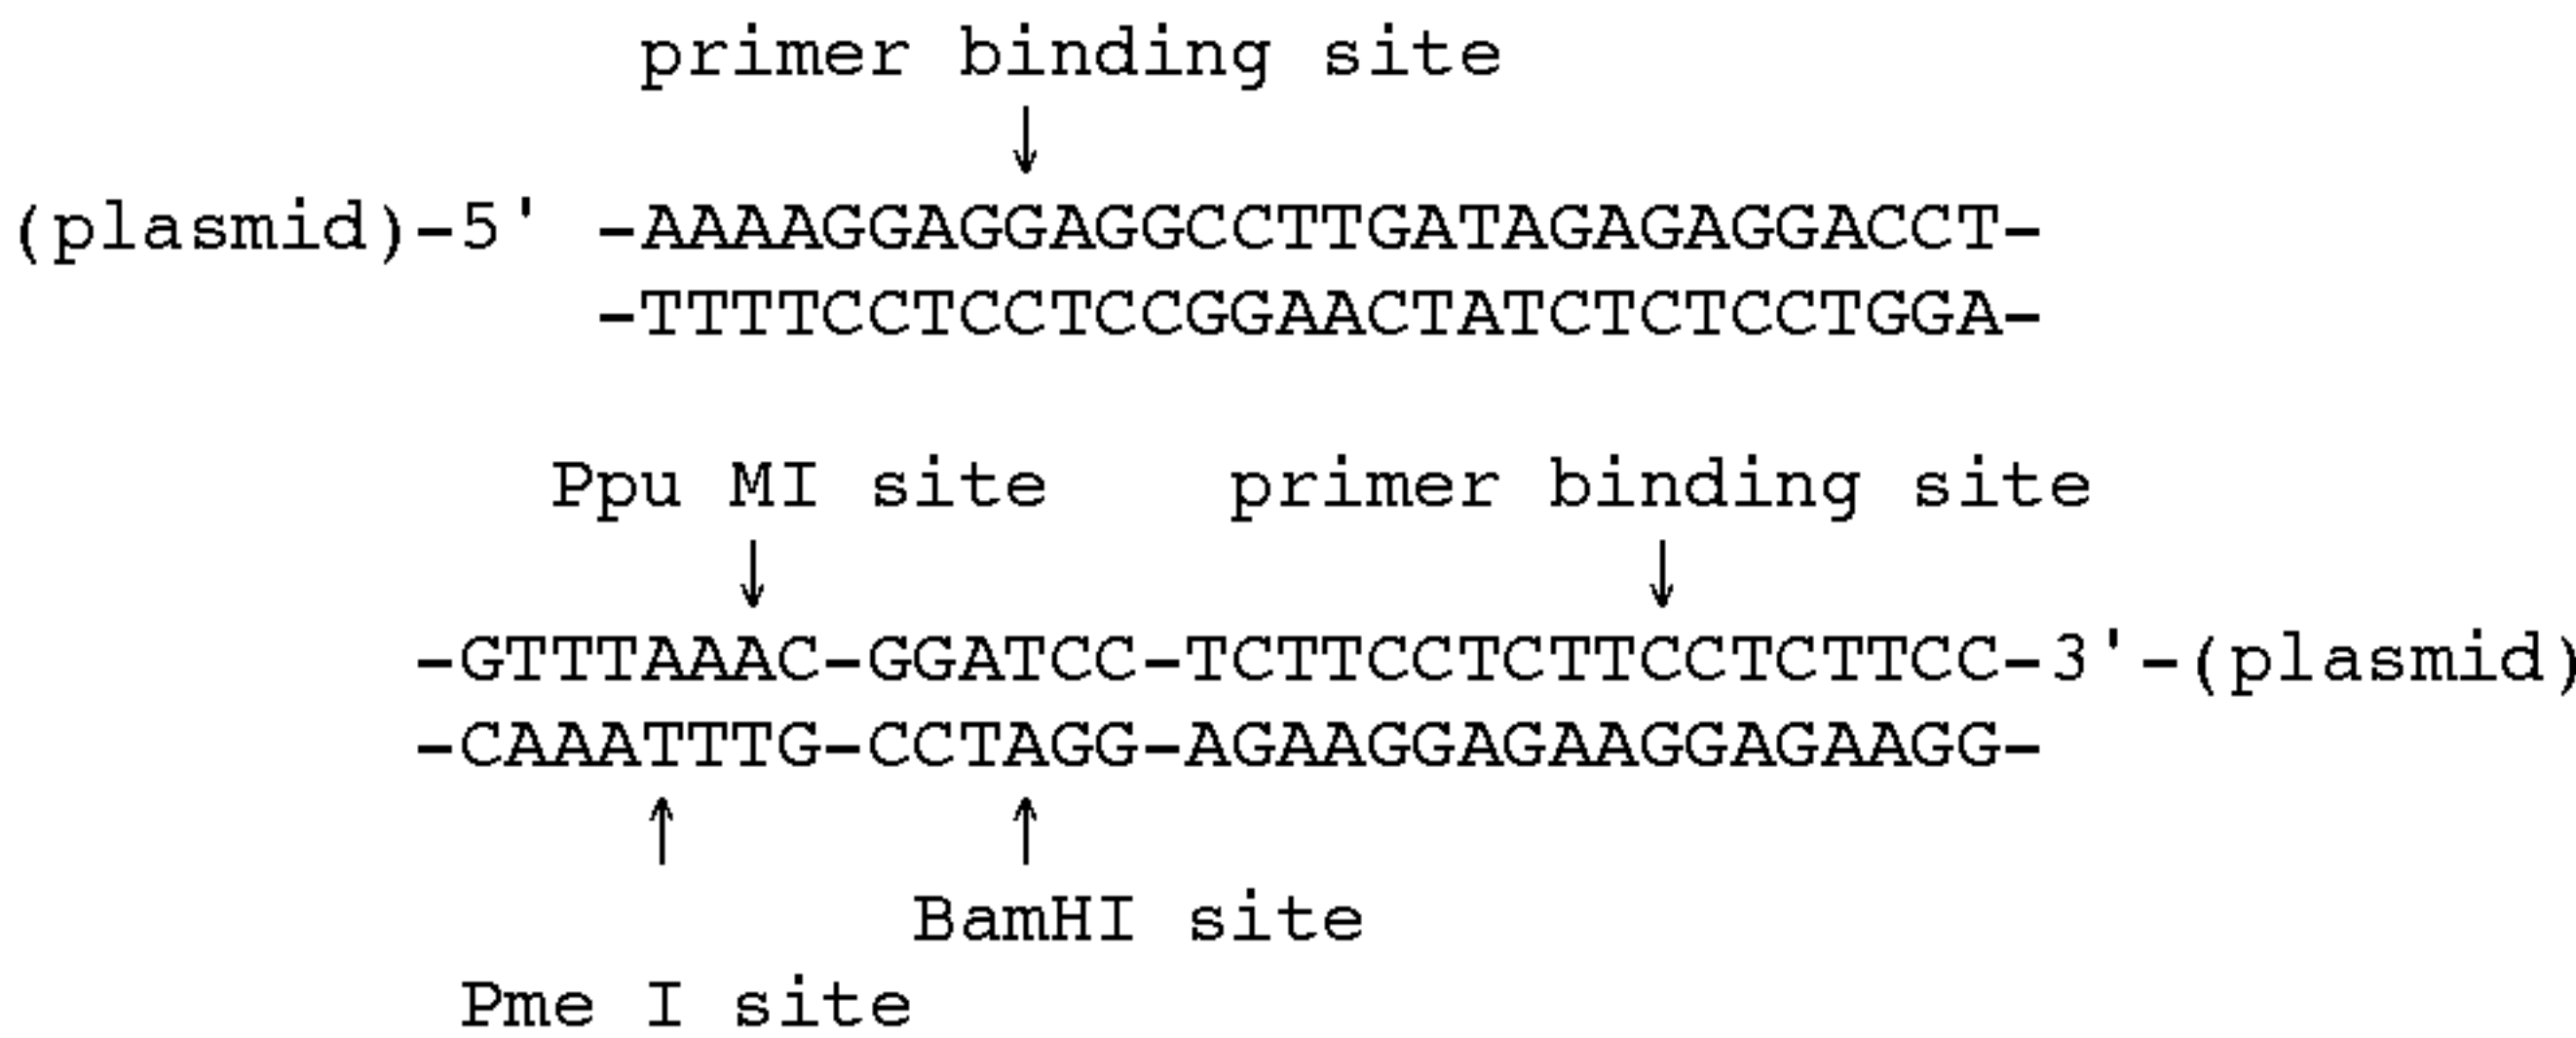 primer binding site
↓
(plasmid)-5' -AAAAGGAGGAGGCCTTGATAGAGAGGACCT-
-TTTTCCTCCTCCGGAACTATCTCTCCTGGA-
Ppu MI site primer binding site
↓ ↓
-GTTTAAAC-GGATCC-TCTTCCTCTTCCTCTTCC-3'-(plasmid)
-CAAATTTG-CCTAGG-AGAAGGAGAAGGAGAAGG-
↑ ↑
BamHI site
Pme I site